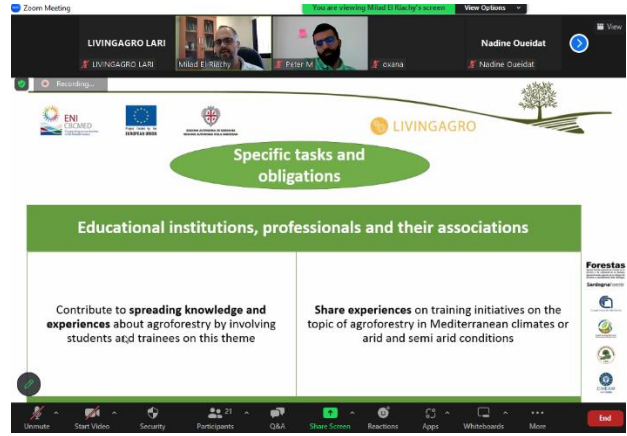 Zoom Meeting
You are viewing Milad El Riachy's screen
View Options
View
LIVINGAGRO LARI
Nadine Oueidat
LIVINGAGRO LARI
Milad El Riachy
Peter M
oxana
Nadine Oueidat
Recording...
ENI
CBCMED
LIVINGAGRO
Specific tasks and
obligations
Educational institutions, professionals and their associations
Contribute to spreading knowledge and
experiences about agroforestry by involving
students and trainees on this theme
Share experiences on training initiatives on the
topic of agroforestry in Mediterranean climates or
arid and semi arid conditions
Forestas
Unmute
Start Video
Security
Participants
21
Q&A
Share Screen
Reactions
Apps
Whiteboards
More
End